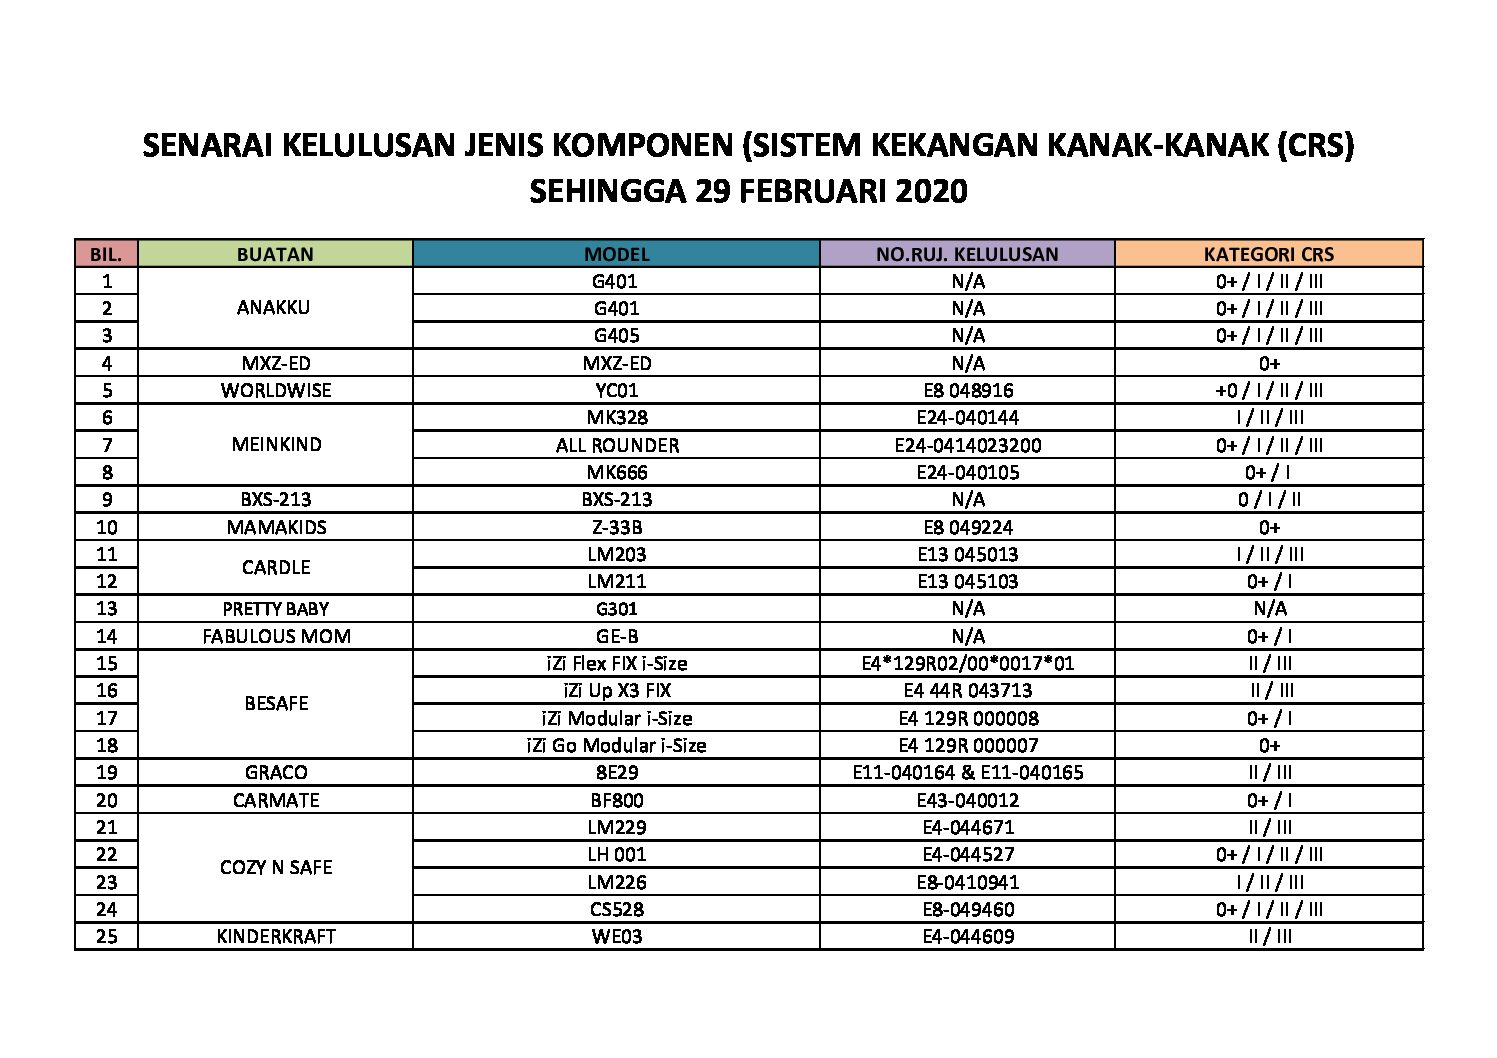 SENARAI KELULUSAN JENIS KOMPONEN (SISTEM KEKANGAN KANAK-KANAK (CRS)
SEHINGGA 29 FEBRUARI 2020
BIL. BUATAN MODEL NO.RUJ. KELULUSAN KATEGORI CRS
1 ANAKKU G401 N/A 0+ / I / II / III
2 G401 N/A 0+ / I / II / III
3 G405 N/A 0+ / I / II / III
4 MXZ-ED MXZ-ED N/A 0+
5 WORLDWISE YC01 E8 048916 +0 / I / II / III
6 MEINKIND MK328 E24-040144 I / II / III
7 ALL ROUNDER E24-0414023200 0+ / I / II / III
8 MK666 E24-040105 0+ / I
9 BXS-213 BXS-213 N/A 0 / I / II
10 MAMAKIDS Z-33B E8 049224 0+
11 CARDLE LM203 E13 045013 I / II / III
12 LM211 E13 045103 0+ / I
13 PRETTY BABY G301 N/A N/A
14 FABULOUS MOM GE-B N/A 0+ / I
15 BESAFE iZi Flex FIX i-Size E4*129R02/00*0017*01 II / III
16 iZi Up X3 FIX E4 44R 043713 II / III
17 iZi Modular i-Size E4 129R 000008 0+ / I
18 iZi Go Modular i-Size E4 129R 000007 0+
19 GRACO 8E29 E11-040164 & E11-040165 II / III
20 CARMATE BF800 E43-040012 0+ / I
21 COZY N SAFE LM229 E4-044671 II / III
22 LH 001 E4-044527 0+ / I / II / III
23 LM226 E8-0410941 I / II / III
24 CS528 E8-049460 0+ / I / II / III
25 KINDERKRAFT WE03 E4-044609 II / III